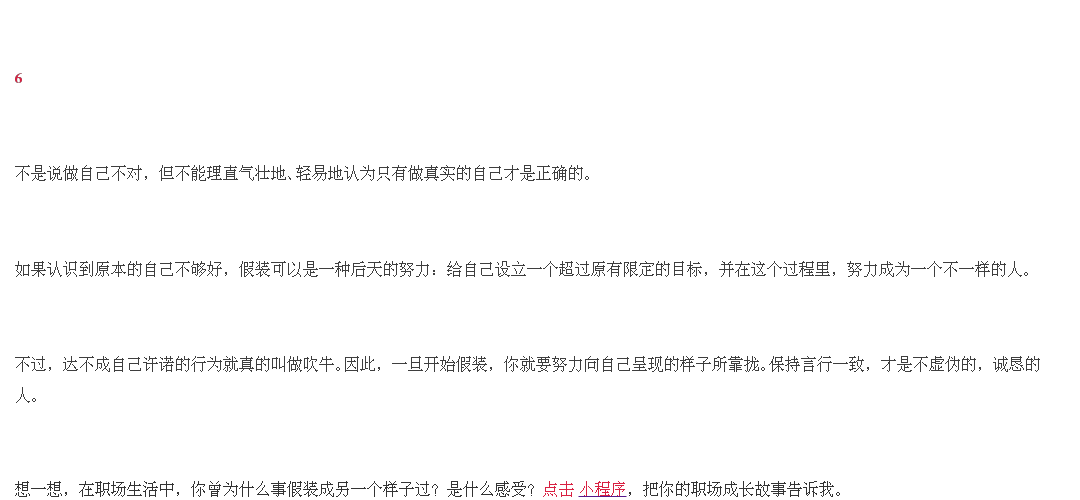 6
不是说做自己不对，但不能理直气壮地、轻易地认为只有做真实的自己才是正确的。
如果认识到原本的自己不够好，假装可以是一种后天的努力：给自己设立一个超过原有限定的目标，并在这个过程里，努力成为一个不一样的人。
不过，达不成自己许诺的行为就真的叫做吹牛。因此，一旦开始假装，你就要努力向自己呈现的样子所靠拢。保持言行一致，才是不虚伪的，诚恳的
人。
想一想，在职场生活中，你曾为什么事假装成另一个样子过？是什么感受？点击 小程序，把你的职场成长故事告诉我。